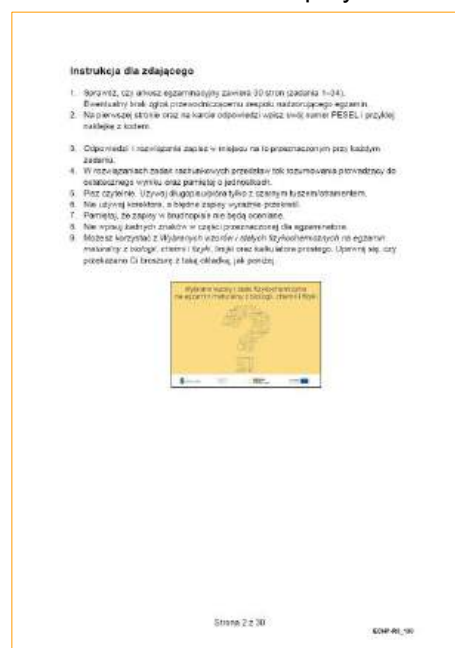 Instrukcja dla zdającego
1. Sprawdź, czy arkusz egzaminacyjny zawiera 30 stron (zadania 1–34).
Ewentualny brak zgłoś przewodniczącemu zespołu nadzorującego egzamin.
2. Na pierwszej stronie oraz na karcie odpowiedzi wpisz swój numer PESEL i przyklej
naklejkę z kodem.
3. Odpowiedzi i rozwiązania zapisz w miejscu na to przeznaczonym przy każdym
zadaniu.
4. W rozwiązaniach zadań rachunkowych przedstaw tok rozumowania prowadzący do
ostatecznego wyniku oraz pamiętaj o jednostkach.
5. Pisz czytelnie. Używaj długopisu/pióra tylko z czarnym tuszem/atramentem.
6. Nie używaj korektora, a błędne zapisy wyraźnie przekreśl.
7. Pamiętaj, że zapisy w brudnopisie nie będą oceniane.
8. Nie wpisuj żadnych znaków w części przeznaczonej dla egzaminatora.
9. Możesz korzystać z Wybranych wzorów i stałych fizykochemicznych na egzamin
maturalny z biologii, chemii i fizyki, linijki oraz kalkulatora prostego. Upewnij się, czy
przekazano Ci broszurę z taką okładką, jak poniżej.
Wybrane wzory i stałe fizykochemiczne
na egzamin maturalny z biologii, chemii i fizyki
?
Strona 2 z 30
ECHP-R0_100